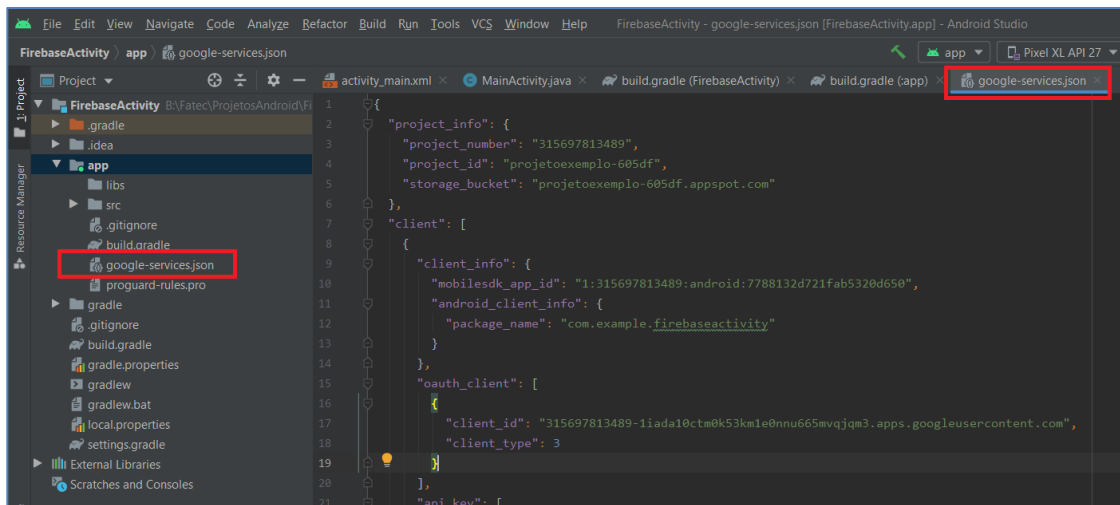 File Edit View Navigate Code Analyze Refactor Build Run Tools VCS Window Help FirebaseActivity - google-services.json [FirebaseActivity.app] - Android Studio
FirebaseActivity app google-services.json app Pixel XL API 27
Project activity_main.xml MainActivity.java build.gradle (FirebaseActivity) build.gradle (:app) google-services.json
1: Project
Resource Manager
FirebaseActivity B:\Fatec\ProjetosAndroid\Fi
.gradle
.idea
app
libs
src
.gitignore
build.gradle
google-services.json
proguard-rules.pro
gradle
.gitignore
build.gradle
gradle.properties
gradlew
gradlew.bat
local.properties
settings.gradle
External Libraries
Scratches and Consoles
1 {
2 "project_info": {
3 "project_number": "315697813489",
4 "project_id": "projetoexemplo-605df",
5 "storage_bucket": "projetoexemplo-605df.appspot.com"
6 },
7 "client": [
8 {
9 "client_info": {
10 "mobilesdk_app_id": "1:315697813489:android:7788132d721fab5320d650",
11 "android_client_info": {
12 "package_name": "com.example.firebaseactivity"
13 }
14 },
15 "oauth_client": [
16 {
17 "client_id": "315697813489-1iada10ctm0k53km1e0nnu665mvqjqm3.apps.googleusercontent.com",
18 "client_type": 3
19 }
20 ],
21 "api_key": [